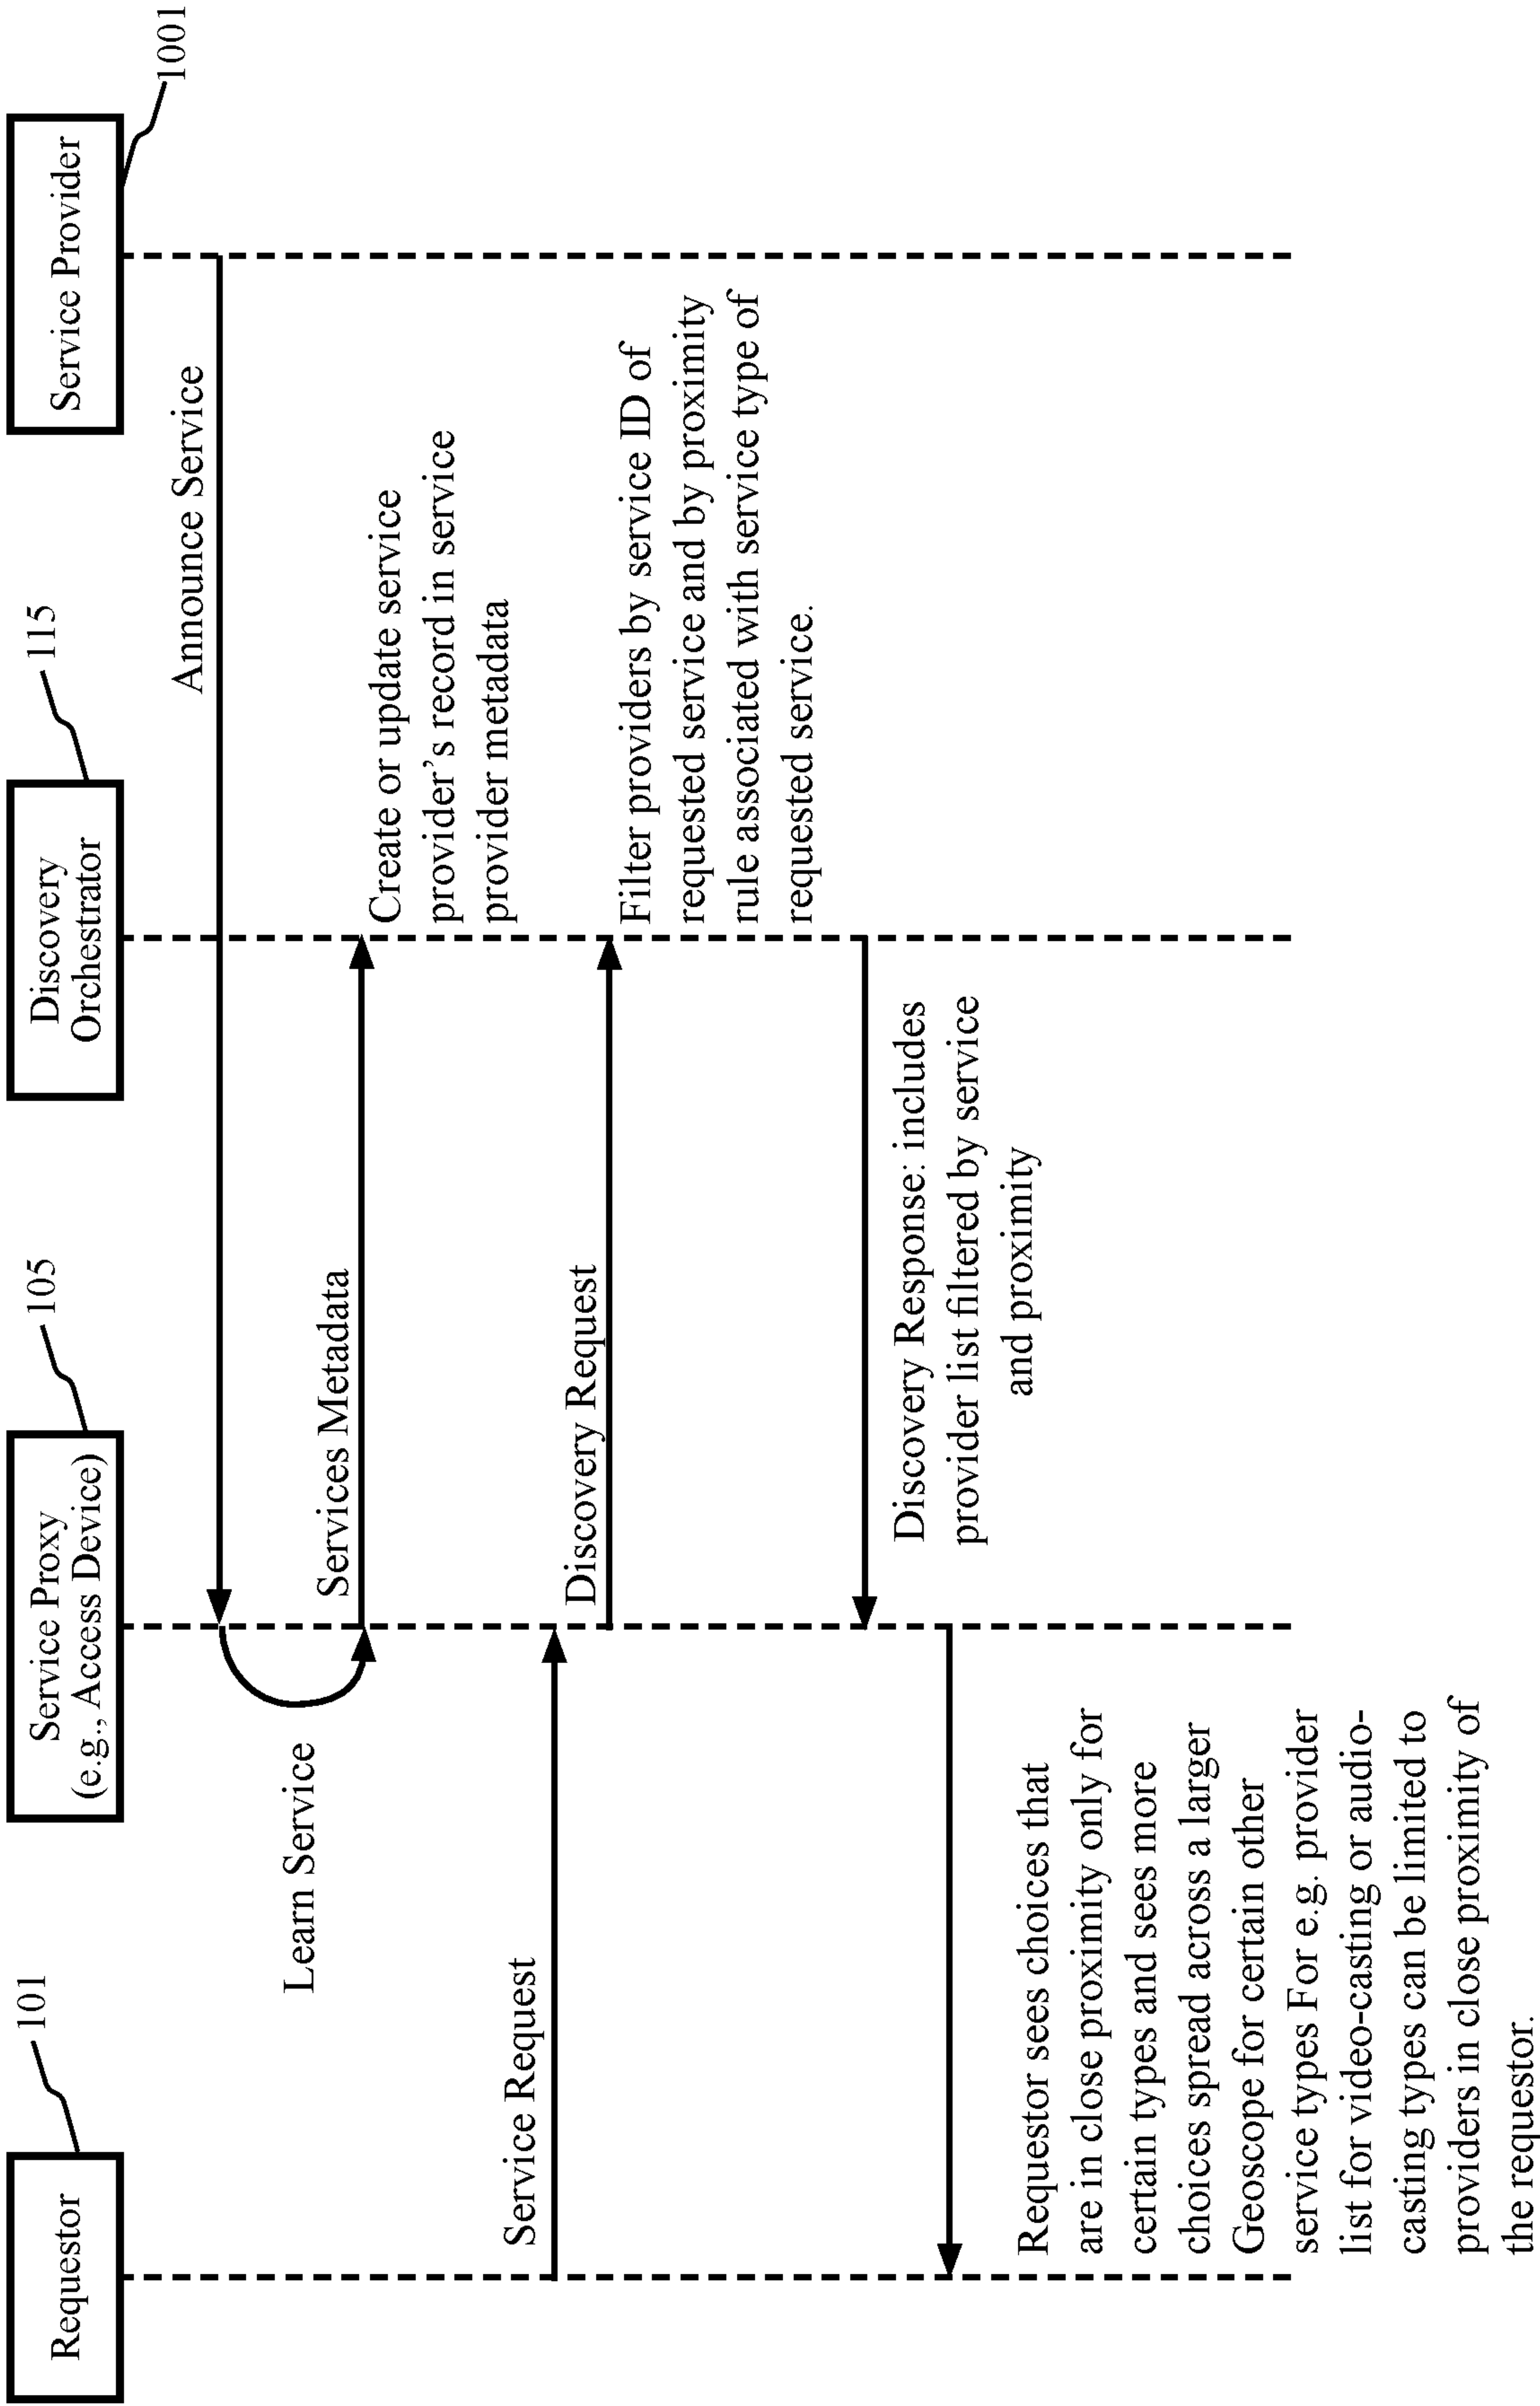 101
Requestor
105
Service Proxy
(e.g., Access Device)
115
Discovery
Orchestrator
1001
Service Provider
Announce Service
Learn Service
Services Metadata
Create or update service
provider's record in service
provider metadata
Service Request
Discovery Request
Filter providers by service ID of
requested service and by proximity
rule associated with service type of
requested service.
Discovery Response: includes
provider list filtered by service
and proximity
Requestor sees choices that
are in close proximity only for
certain types and sees more
choices spread across a larger
Geoscope for certain other
service types For e.g. provider
list for video-casting or audio-
casting types can be limited to
providers in close proximity of
the requestor.